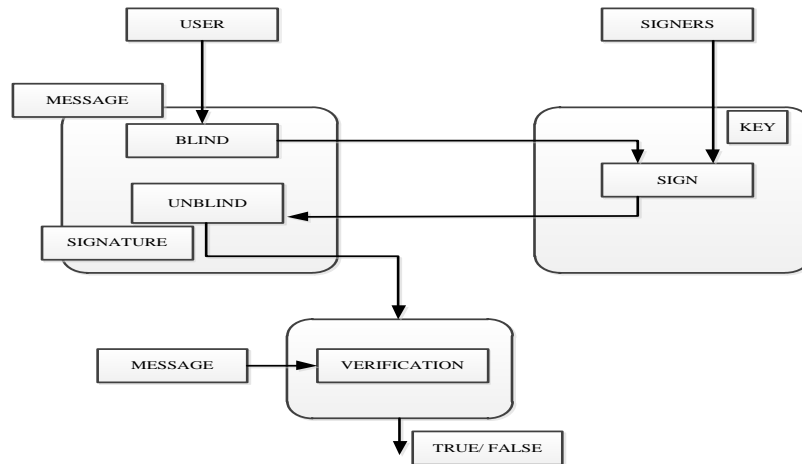 USER
SIGNERS
MESSAGE
KEY
BLIND
SIGN
UNBLIND
SIGNATURE
MESSAGE
VERIFICATION
TRUE/ FALSE